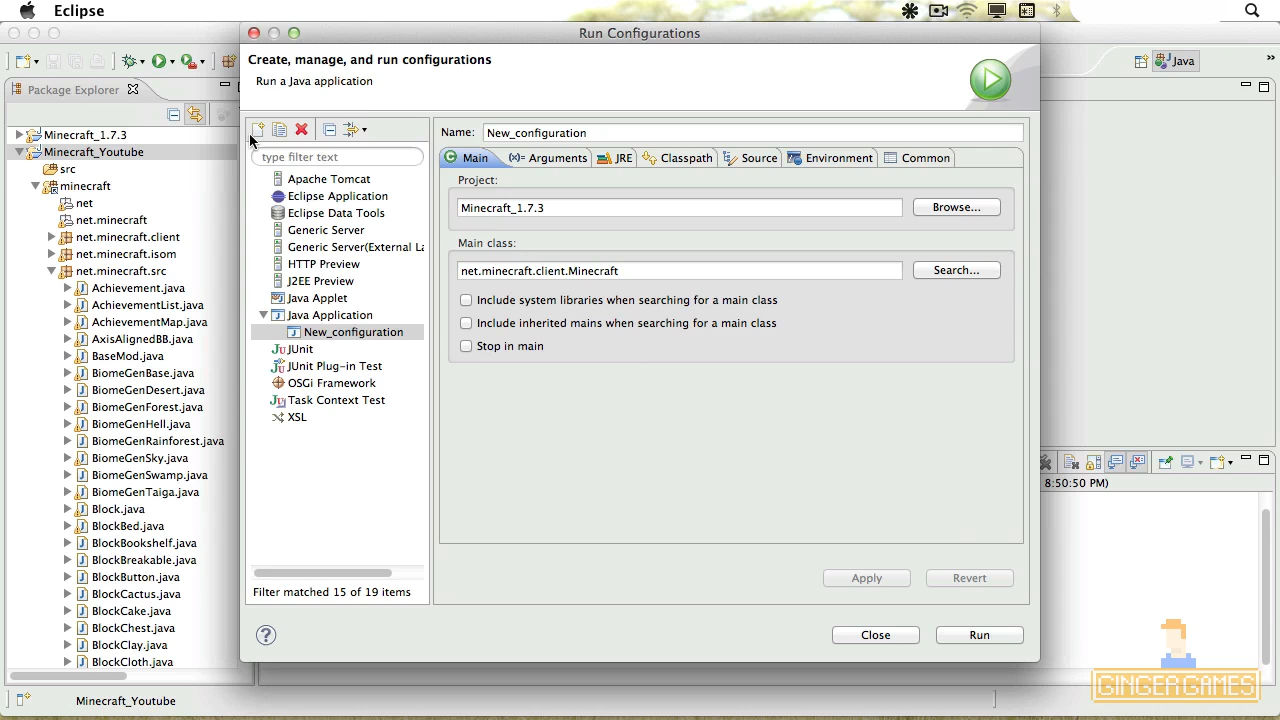 Eclipse
Run Configurations
Create, manage, and run configurations
Run a Java application
Java
Package Explorer
Minecraft_1.7.3
Minecraft_Youtube
src
minecraft
net
net.minecraft
net.minecraft.client
net.minecraft.isom
net.minecraft.src
Achievement.java
AchievementList.java
AchievementMap.java
AxisAlignedBB.java
BaseMod.java
BiomeGenBase.java
BiomeGenDesert.java
BiomeGenForest.java
BiomeGenHell.java
BiomeGenRainforest.java
BiomeGenSky.java
BiomeGenSwamp.java
BiomeGenTaiga.java
Block.java
BlockBed.java
BlockBookshelf.java
BlockBreakable.java
BlockButton.java
BlockCactus.java
BlockCake.java
BlockChest.java
BlockClay.java
BlockCloth.java
type filter text
Apache Tomcat
Eclipse Application
Eclipse Data Tools
Generic Server
Generic Server(External La
HTTP Preview
J2EE Preview
Java Applet
Java Application
New_configuration
JUnit
JUnit Plug-in Test
OSGi Framework
Task Context Test
XSL
Filter matched 15 of 19 items
Name: New_configuration
Main (x)= Arguments JRE Classpath Source Environment Common
Project:
Minecraft_1.7.3 Browse...
Main class:
net.minecraft.client.Minecraft Search...
Include system libraries when searching for a main class
Include inherited mains when searching for a main class
Stop in main
Apply Revert
? Close Run
8:50:50 PM)
Minecraft_Youtube
GINGER GAMES